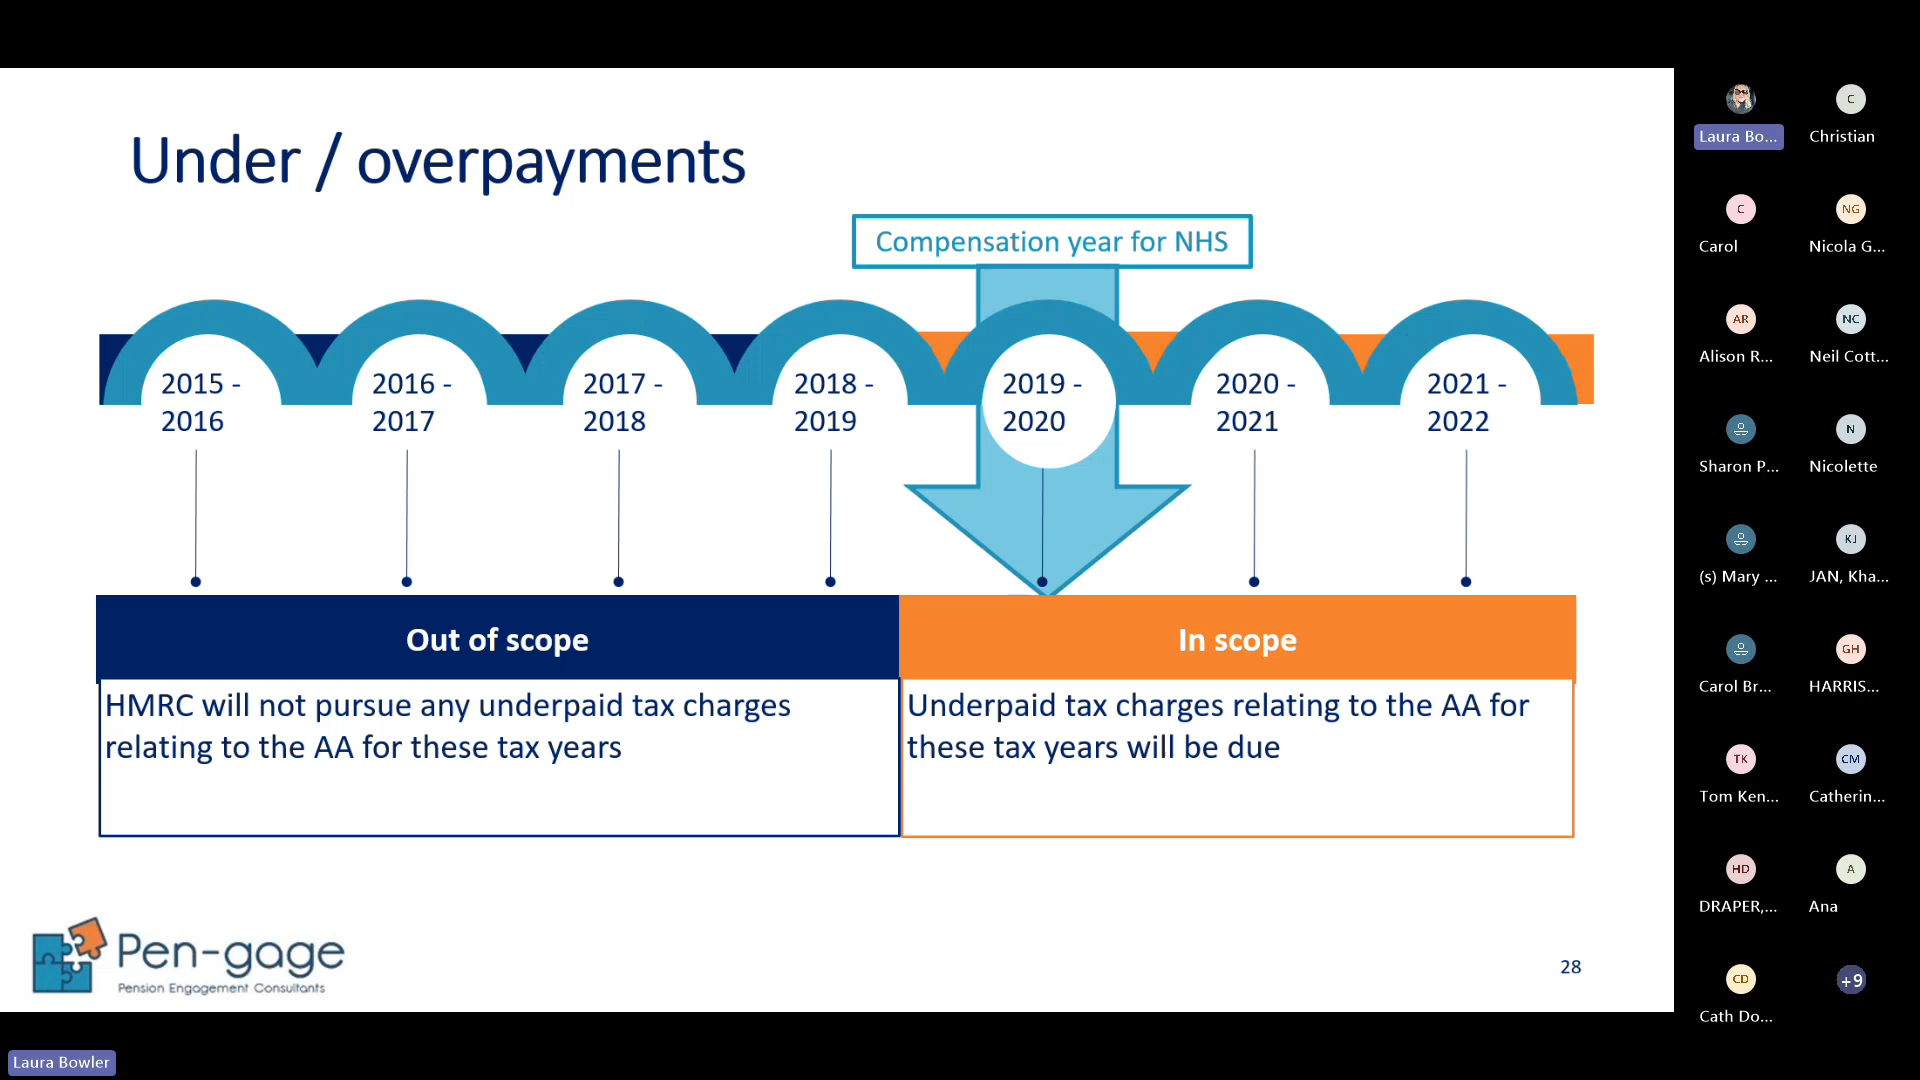 Under / overpayments
Compensation year for NHS
2015 -
2016
2016 -
2017
2017 -
2018
2018 -
2019
2019 -
2020
2020 -
2021
2021 -
2022
Out of scope
In scope
HMRC will not pursue any underpaid tax charges
relating to the AA for these tax years
Underpaid tax charges relating to the AA for
these tax years will be due
Pen-gage
Pension Engagement Consultants
28
Laura Bowler
Laura Bo...
C
Christian
C
Carol
NG
Nicola G...
AR
Alison R...
NC
Neil Cott...
Sharon P...
N
Nicolette
(s) Mary ...
KJ
JAN, Kha...
Carol Br...
GH
HARRIS...
TK
Tom Ken...
CM
Catherin...
HD
DRAPER,...
A
Ana
CD
Cath Do...
+9